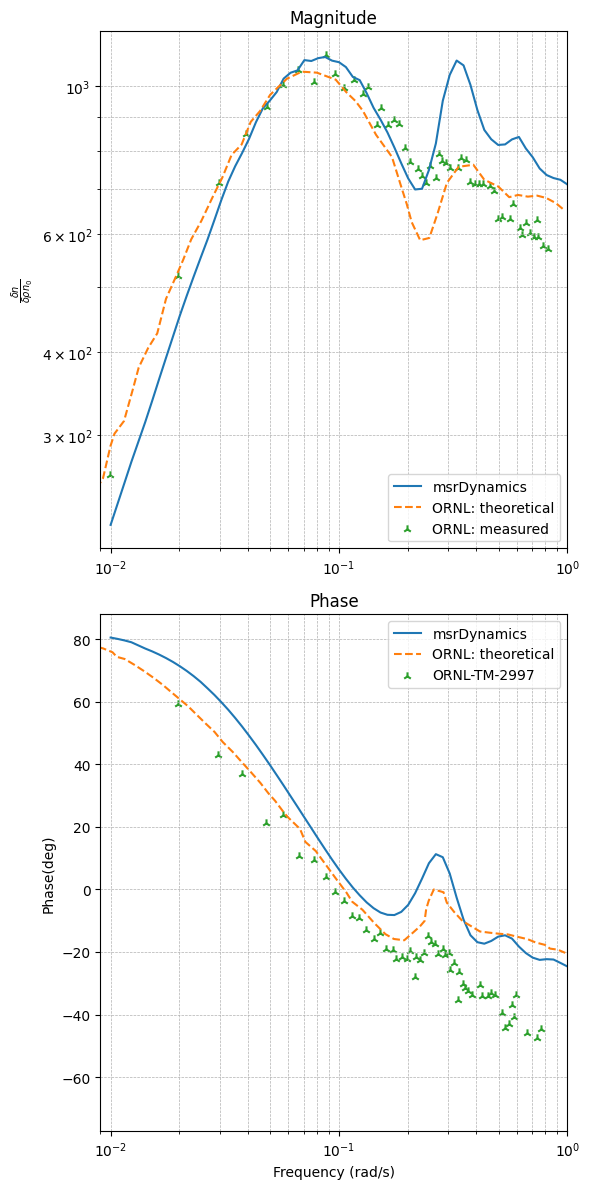 Magnitude
10³
6 × 10²
4 × 10²
3 × 10²
δn
δρn₀
msrDynamics
ORNL: theoretical
ORNL: measured
10⁻² 10⁻¹ 10⁰
Phase
80
60
40
20
0
−20
−40
−60
Phase(deg)
msrDynamics
ORNL: theoretical
ORNL-TM-2997
10⁻² 10⁻¹ 10⁰
Frequency (rad/s)